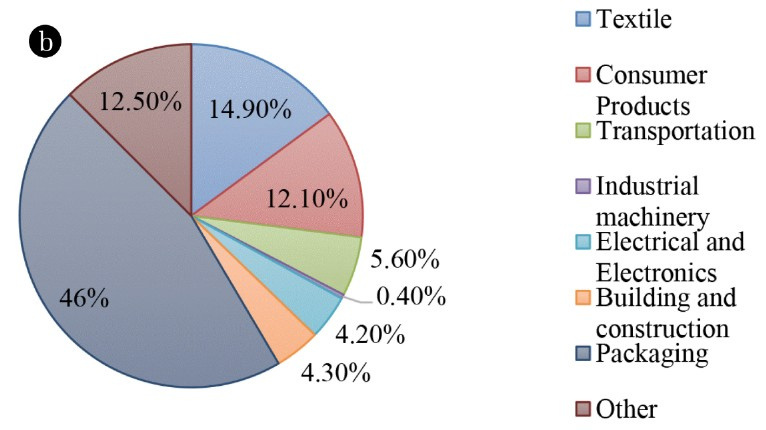 b
12.50%
14.90%
12.10%
5.60%
0.40%
4.20%
4.30%
46%
Textile
Consumer
Products
Transportation
Industrial
machinery
Electrical and
Electronics
Building and
construction
Packaging
Other